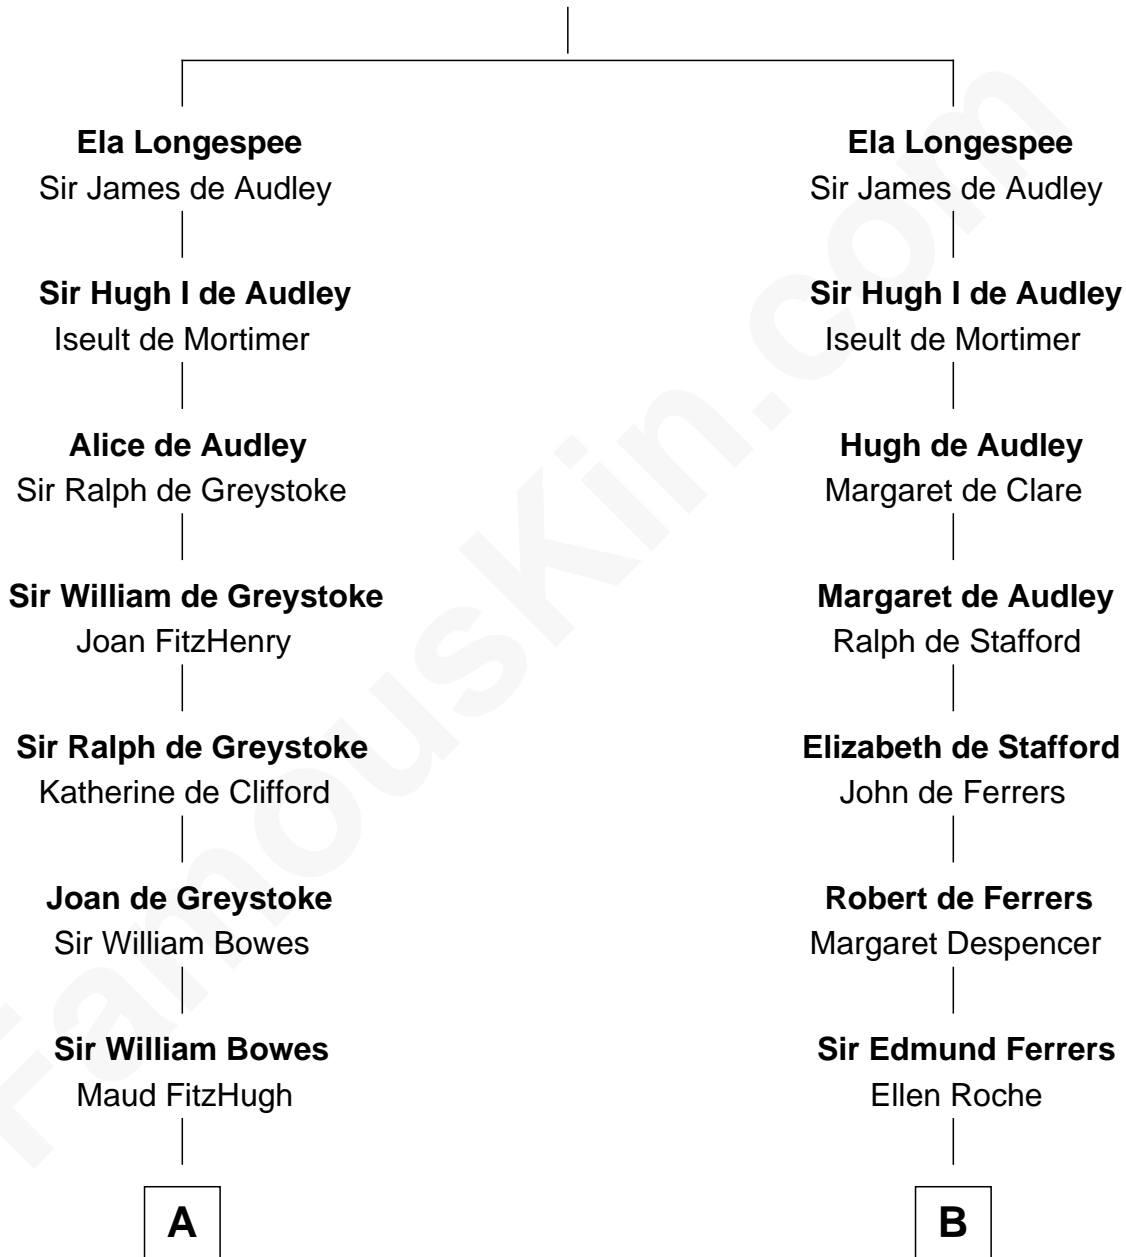 Ela Longespee
Sir James de Audley
Sir Hugh I de Audley
Iseult de Mortimer
Alice de Audley
Sir Ralph de Greystoke
Sir William de Greystoke
Joan FitzHenry
Sir Ralph de Greystoke
Katherine de Clifford
Joan de Greystoke
Sir William Bowes
Sir William Bowes
Maud FitzHugh
A
Ela Longespee
Sir James de Audley
Sir Hugh I de Audley
Iseult de Mortimer
Hugh de Audley
Margaret de Clare
Margaret de Audley
Ralph de Stafford
Elizabeth de Stafford
John de Ferrers
Robert de Ferrers
Margaret Despencer
Sir Edmund Ferrers
Ellen Roche
B
FamousKin.com